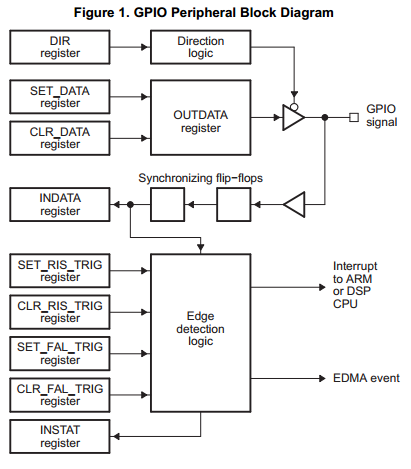 Figure 1. GPIO Peripheral Block Diagram
DIR
register
Direction
logic
SET_DATA
register
CLR_DATA
register
OUTDATA
register
GPIO
signal
Synchronizing flip−flops
INDATA
register
SET_RIS_TRIG
register
CLR_RIS_TRIG
register
SET_FAL_TRIG
register
CLR_FAL_TRIG
register
INSTAT
register
Edge
detection
logic
Interrupt
to ARM
or DSP
CPU
EDMA event